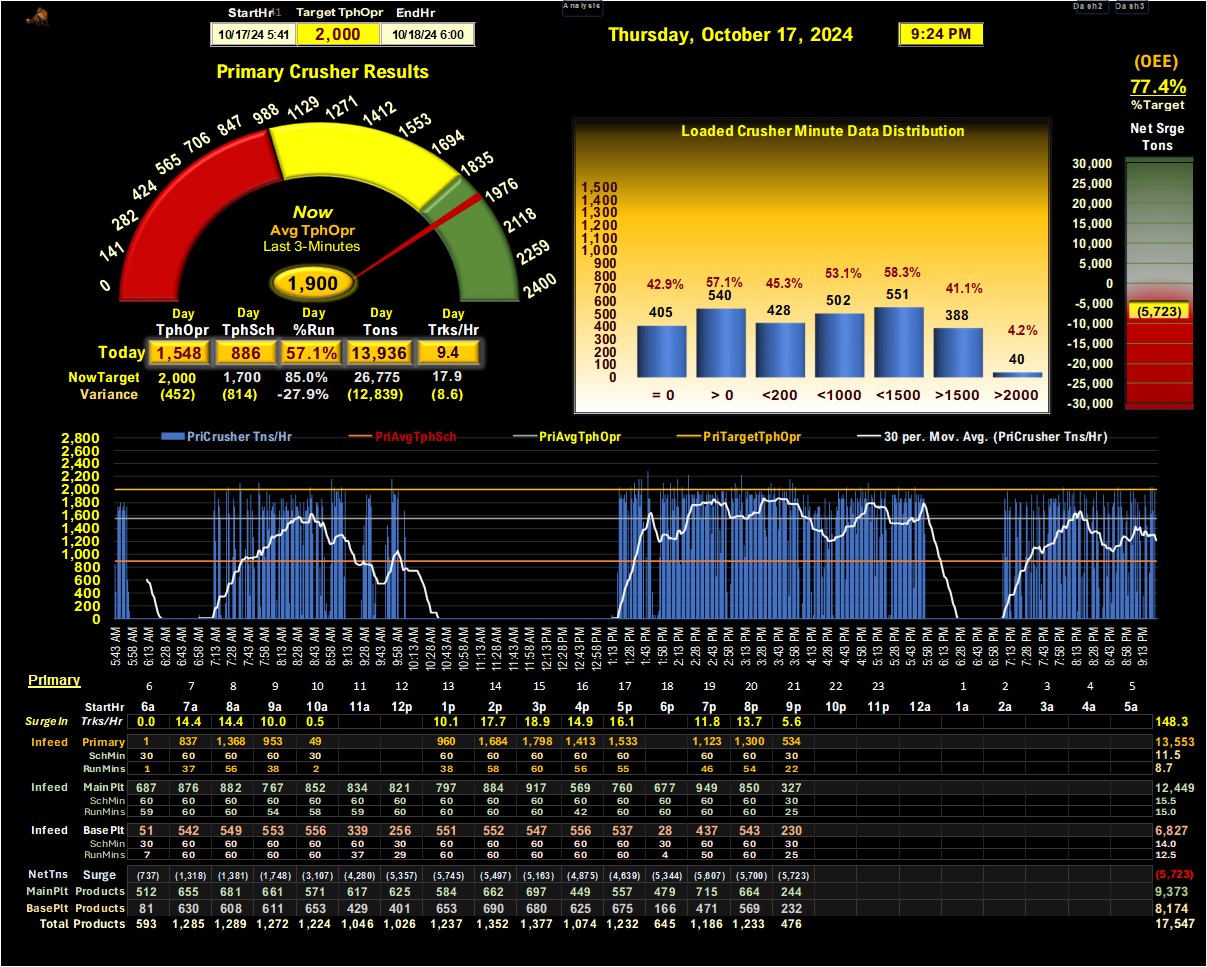 Analysis
Dash2 Dash3
StartHr Target TphOpr EndHr
10/17/24 5:41 2,000 10/18/24 6:00
Thursday, October 17, 2024
9:24 PM
Primary Crusher Results
(OEE)
77.4%
%Target
Net Srge
Tons
0 141 282 424 565 706 847 988 1129 1271 1412 1553 1694 1835 1976 2118 2259 2400
Now
Avg TphOpr
Last 3-Minutes
1,900
Day Day Day Day Day
TphOpr TphSch %Run Tons Trks/Hr
Today 1,548 886 57.1% 13,936 9.4
NowTarget 2,000 1,700 85.0% 26,775 17.9
Variance (452) (814) -27.9% (12,839) (8.6)
Loaded Crusher Minute Data Distribution
1,500
1,400
1,300
1,200
1,100
1,000
900
800
700
600
500
400
300
200
100
0
42.9% 57.1% 45.3% 53.1% 58.3% 41.1% 4.2%
405 540 428 502 551 388 40
= 0 > 0 <200 <1000 <1500 >1500 >2000
30,000
25,000
20,000
15,000
10,000
5,000
0
-5,000
(5,723)
-10,000
-15,000
-20,000
-25,000
-30,000
PriCrusher Tns/Hr PriAvgTphSch PriAvgTphOpr PriTargetTphOpr 30 per. Mov. Avg. (PriCrusher Tns/Hr)
2,800
2,600
2,400
2,200
2,000
1,800
1,600
1,400
1,200
1,000
800
600
400
200
0
5:43 AM 5:58 AM 6:13 AM 6:28 AM 6:43 AM 6:58 AM 7:13 AM 7:28 AM 7:43 AM 7:58 AM 8:13 AM 8:28 AM 8:43 AM 8:58 AM 9:13 AM 9:28 AM 9:43 AM 9:58 AM 10:13 AM 10:28 AM 10:43 AM 10:58 AM 11:13 AM 11:28 AM 11:43 AM 11:58 AM 12:13 PM 12:28 PM 12:43 PM 12:58 PM 1:13 PM 1:28 PM 1:43 PM 1:58 PM 2:13 PM 2:28 PM 2:43 PM 2:58 PM 3:13 PM 3:28 PM 3:43 PM 3:58 PM 4:13 PM 4:28 PM 4:43 PM 4:58 PM 5:13 PM 5:28 PM 5:43 PM 5:58 PM 6:13 PM 6:28 PM 6:43 PM 6:58 PM 7:13 PM 7:28 PM 7:43 PM 7:58 PM 8:13 PM 8:28 PM 8:43 PM 8:58 PM 9:13 PM
Primary
6 7 8 9 10 11 12 13 14 15 16 17 18 19 20 21 22 23 1 2 3 4 5
StartHr 6a 7a 8a 9a 10a 11a 12p 1p 2p 3p 4p 5p 6p 7p 8p 9p 10p 11p 12a 1a 2a 3a 4a 5a
SurgeIn Trks/Hr 0.0 14.4 14.4 10.0 0.5 10.1 17.7 18.9 14.9 16.1 11.8 13.7 5.6 148.3
Infeed Primary 1 837 1,368 953 49 960 1,684 1,798 1,413 1,533 1,123 1,300 534 13,553
SchMin 30 60 60 60 30 60 60 60 60 60 60 60 30 11.5
RunMins 1 37 56 38 2 38 58 60 56 55 46 54 22 8.7
Infeed MainPlt 687 876 882 767 852 834 821 797 884 917 569 760 677 949 850 327 12,449
SchMin 60 60 60 60 60 60 60 60 60 60 60 60 60 60 60 30 15.5
RunMins 59 60 60 54 58 59 60 60 60 60 42 60 60 60 60 25 15.0
Infeed BasePlt 51 542 549 553 556 339 256 551 552 547 556 537 28 437 543 230 6,827
SchMin 30 60 60 60 60 60 30 60 60 60 60 60 30 60 60 30 14.0
RunMins 7 60 60 60 60 37 29 60 60 60 60 60 4 50 60 25 12.5
NetTns Surge (737) (1,318) (1,381) (1,748) (3,107) (4,280) (5,357) (5,745) (5,497) (5,163) (4,875) (4,639) (5,344) (5,607) (5,700) (5,723) (5,723)
MainPlt Products 512 655 681 661 571 617 625 584 662 697 449 557 479 715 664 244 9,373
BasePlt Products 81 630 608 611 653 429 401 653 690 680 625 675 166 471 569 232 8,174
Total Products 593 1,285 1,289 1,272 1,224 1,046 1,026 1,237 1,352 1,377 1,074 1,232 645 1,186 1,233 476 17,547